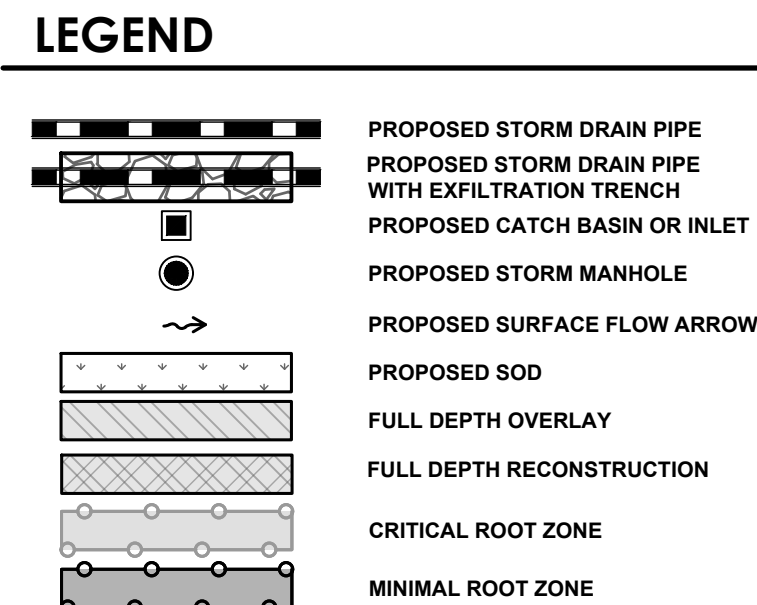 LEGEND
PROPOSED STORM DRAIN PIPE
PROPOSED STORM DRAIN PIPE
WITH EXFILTRATION TRENCH
PROPOSED CATCH BASIN OR INLET
PROPOSED STORM MANHOLE
PROPOSED SURFACE FLOW ARROW
PROPOSED SOD
FULL DEPTH OVERLAY
FULL DEPTH RECONSTRUCTION
CRITICAL ROOT ZONE
MINIMAL ROOT ZONE